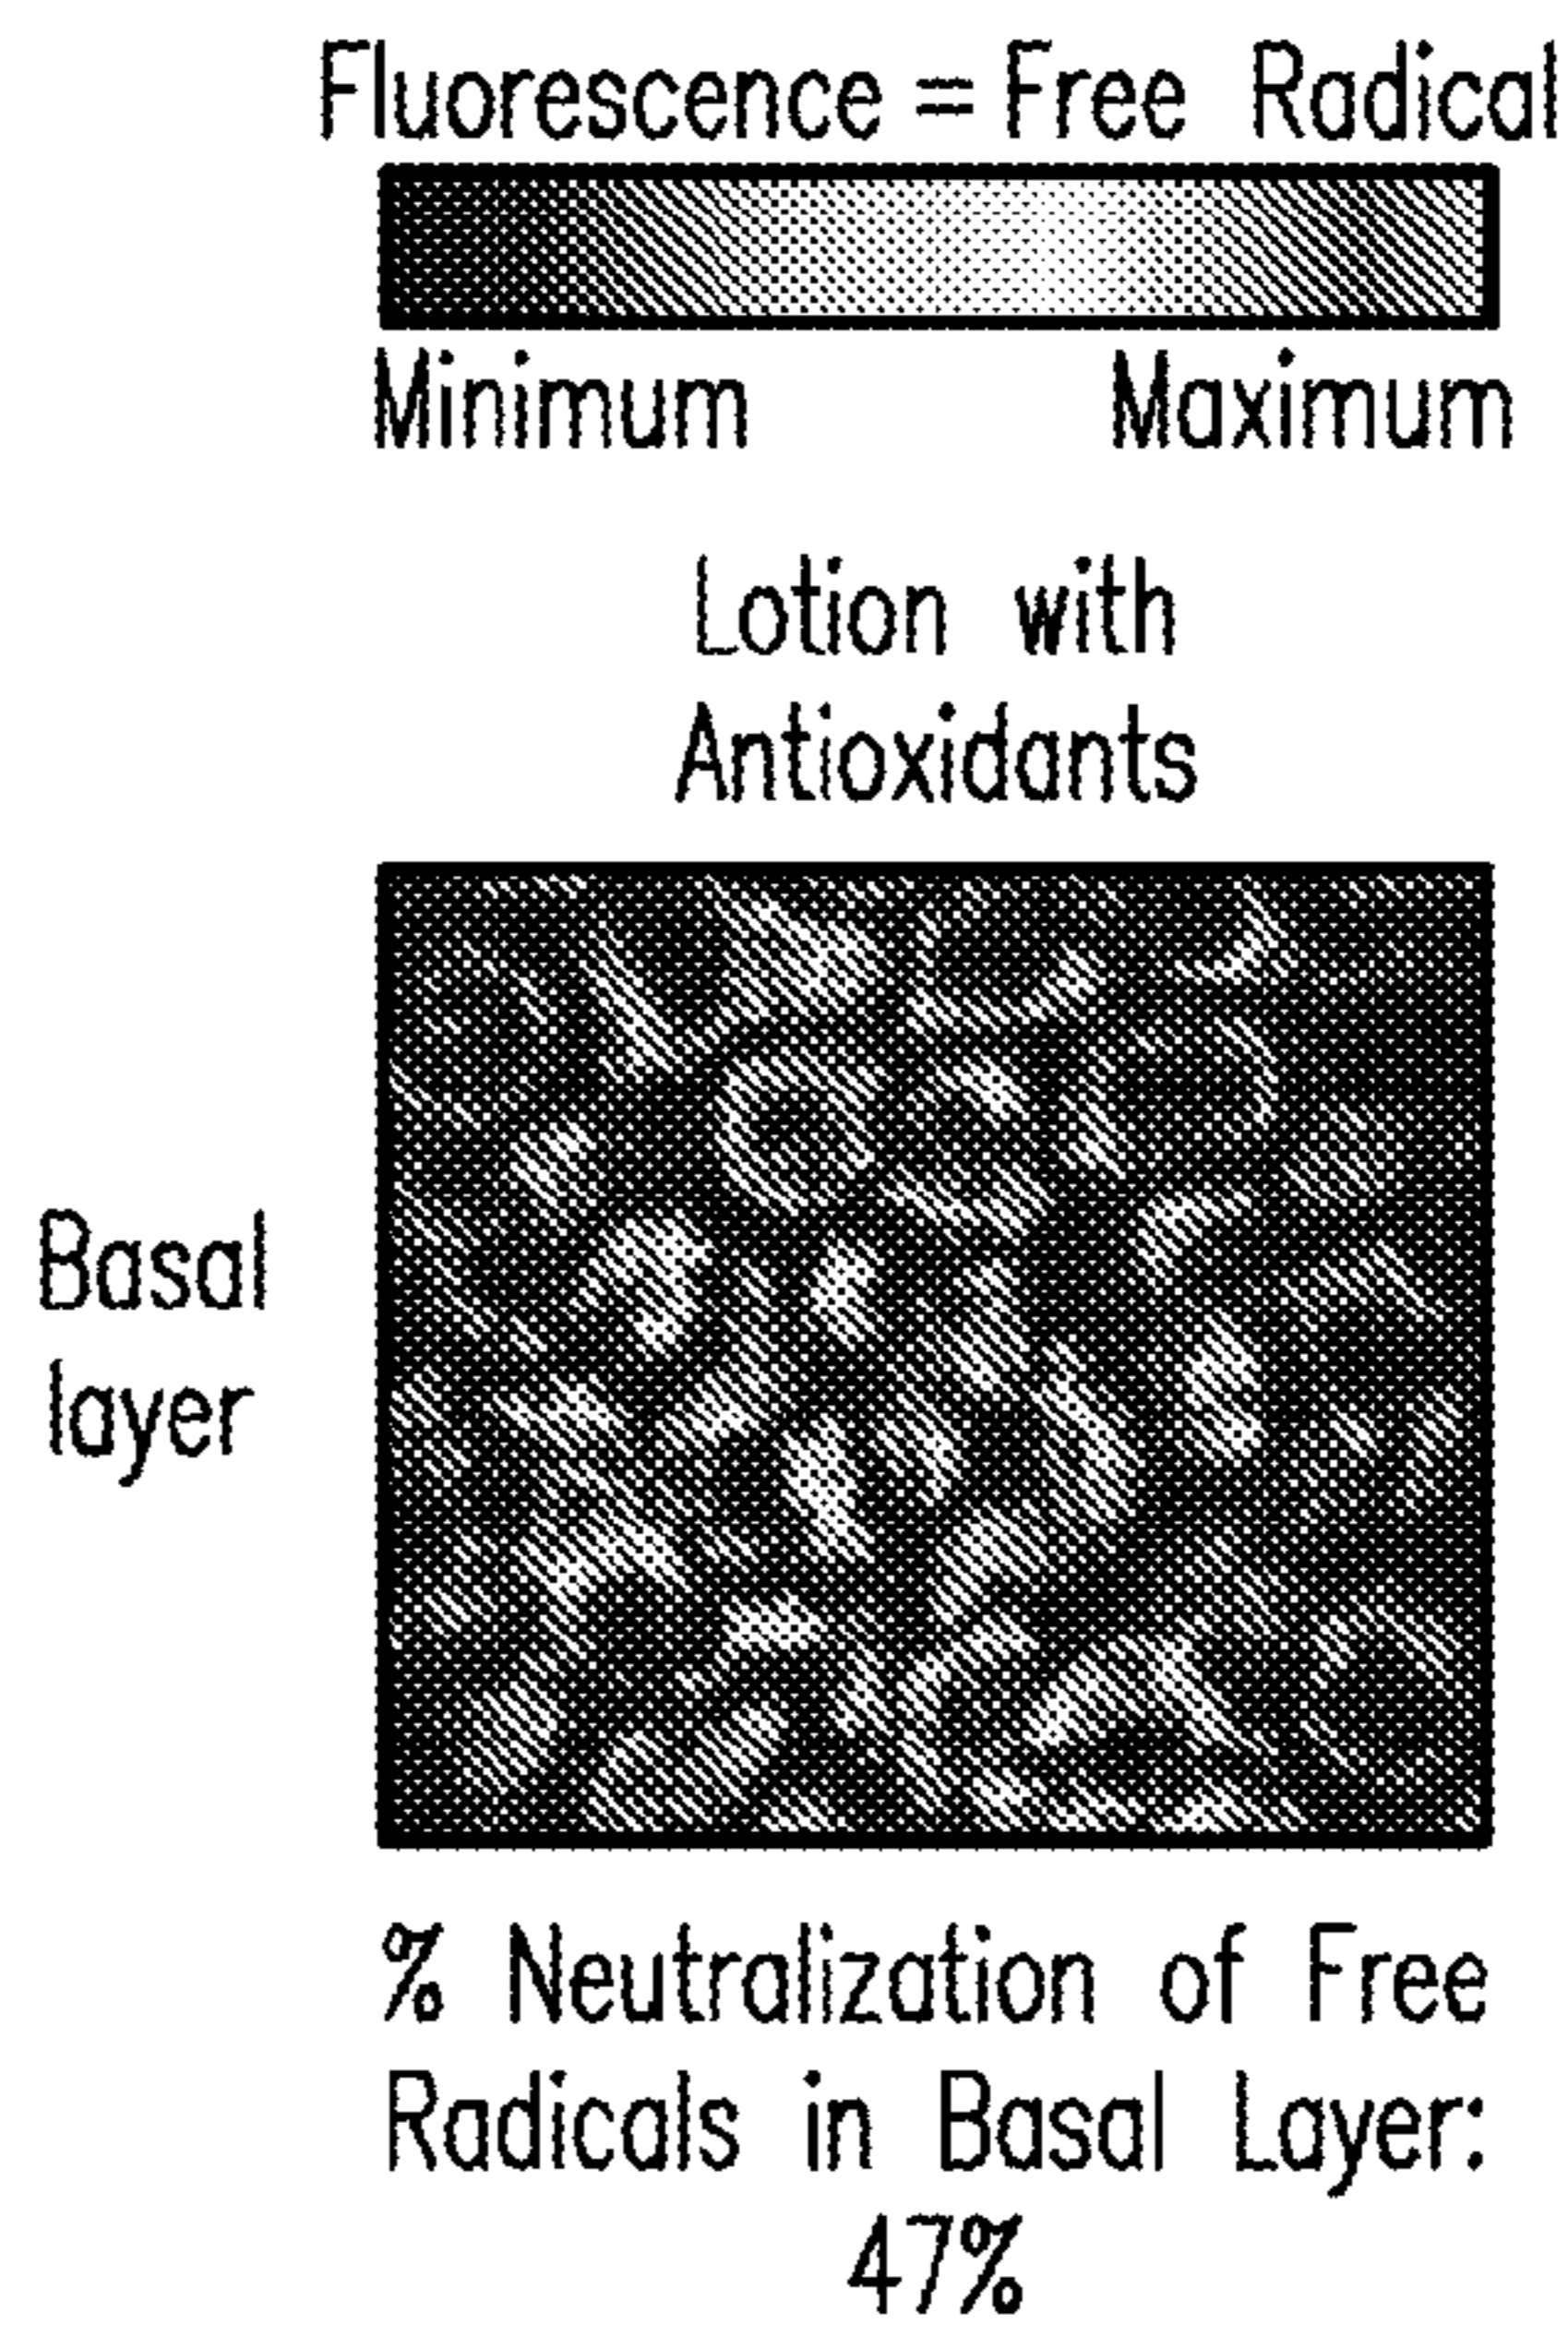 Fluorescence = Free Radical
Minimum Maximum
Lotion with
Antioxidants
Basal
layer
% Neutralization of Free
Radicals in Basal Layer:
47%